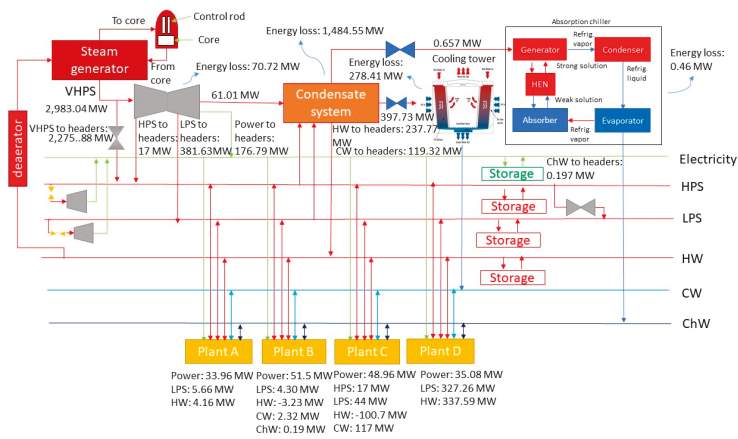 To core
Control rod
Core
Steam generator
From core
VHPS
2,983.04 MW
Energy loss: 70.72 MW
Energy loss: 1,484.55 MW
61.01 MW
Condensate system
0.657 MW
Energy loss: 278.41 MW
Cooling tower
397.73 MW
Absorption chiller
Generator
Refrig. vapor
Condenser
Strong solution
HEN
Refrig. liquid
Weak solution
Absorber
Refrig. vapor
Evaporator
Energy loss: 0.46 MW
deaerator
VHPS to headers:
2,275..88 MW
HPS to headers:
17 MW
LPS to headers:
381.63MW
Power to headers:
176.79 MW
HW to headers: 237.77 MW
CW to headers: 119.32 MW
ChW to headers: 0.197 MW
Electricity
Storage
HPS
Storage
LPS
Storage
HW
Storage
CW
ChW
Plant A
Plant B
Plant C
Plant D
Power: 33.96 MW
LPS: 5.66 MW
HW: 4.16 MW
Power: 51.5 MW
LPS: 4.30 MW
HW: -3.23 MW
CW: 2.32 MW
ChW: 0.19 MW
Power: 48.96 MW
HPS: 17 MW
LPS: 44 MW
HW: -100.7 MW
CW: 117 MW
Power: 35.08 MW
LPS: 327.26 MW
HW: 337.59 MW